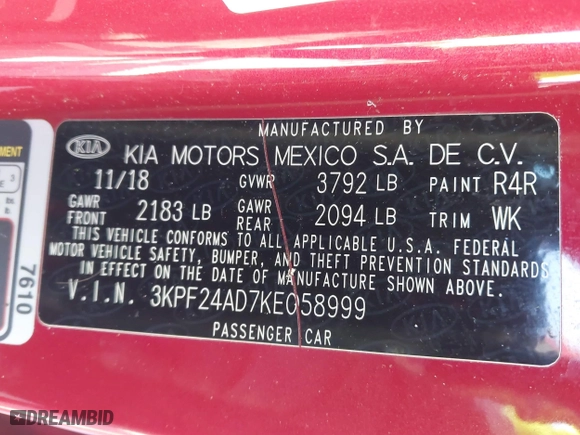 MANUFACTURED BY
KIA KIA MOTORS MEXICO S.A. DE C.V.
11/18 GVWR 3792 LB PAINT R4R
GAWR FRONT 2183 LB GAWR REAR 2094 LB TRIM WK
THIS VEHICLE CONFORMS TO ALL APPLICABLE U.S.A. FEDERAL
MOTOR VEHICLE SAFETY, BUMPER, AND THEFT PREVENTION STANDARDS
IN EFFECT ON THE DATE OF MANUFACTURE SHOWN ABOVE.
V.I.N. 3KPF24AD7KE058999
PASSENGER CAR
7610
DREAMBID